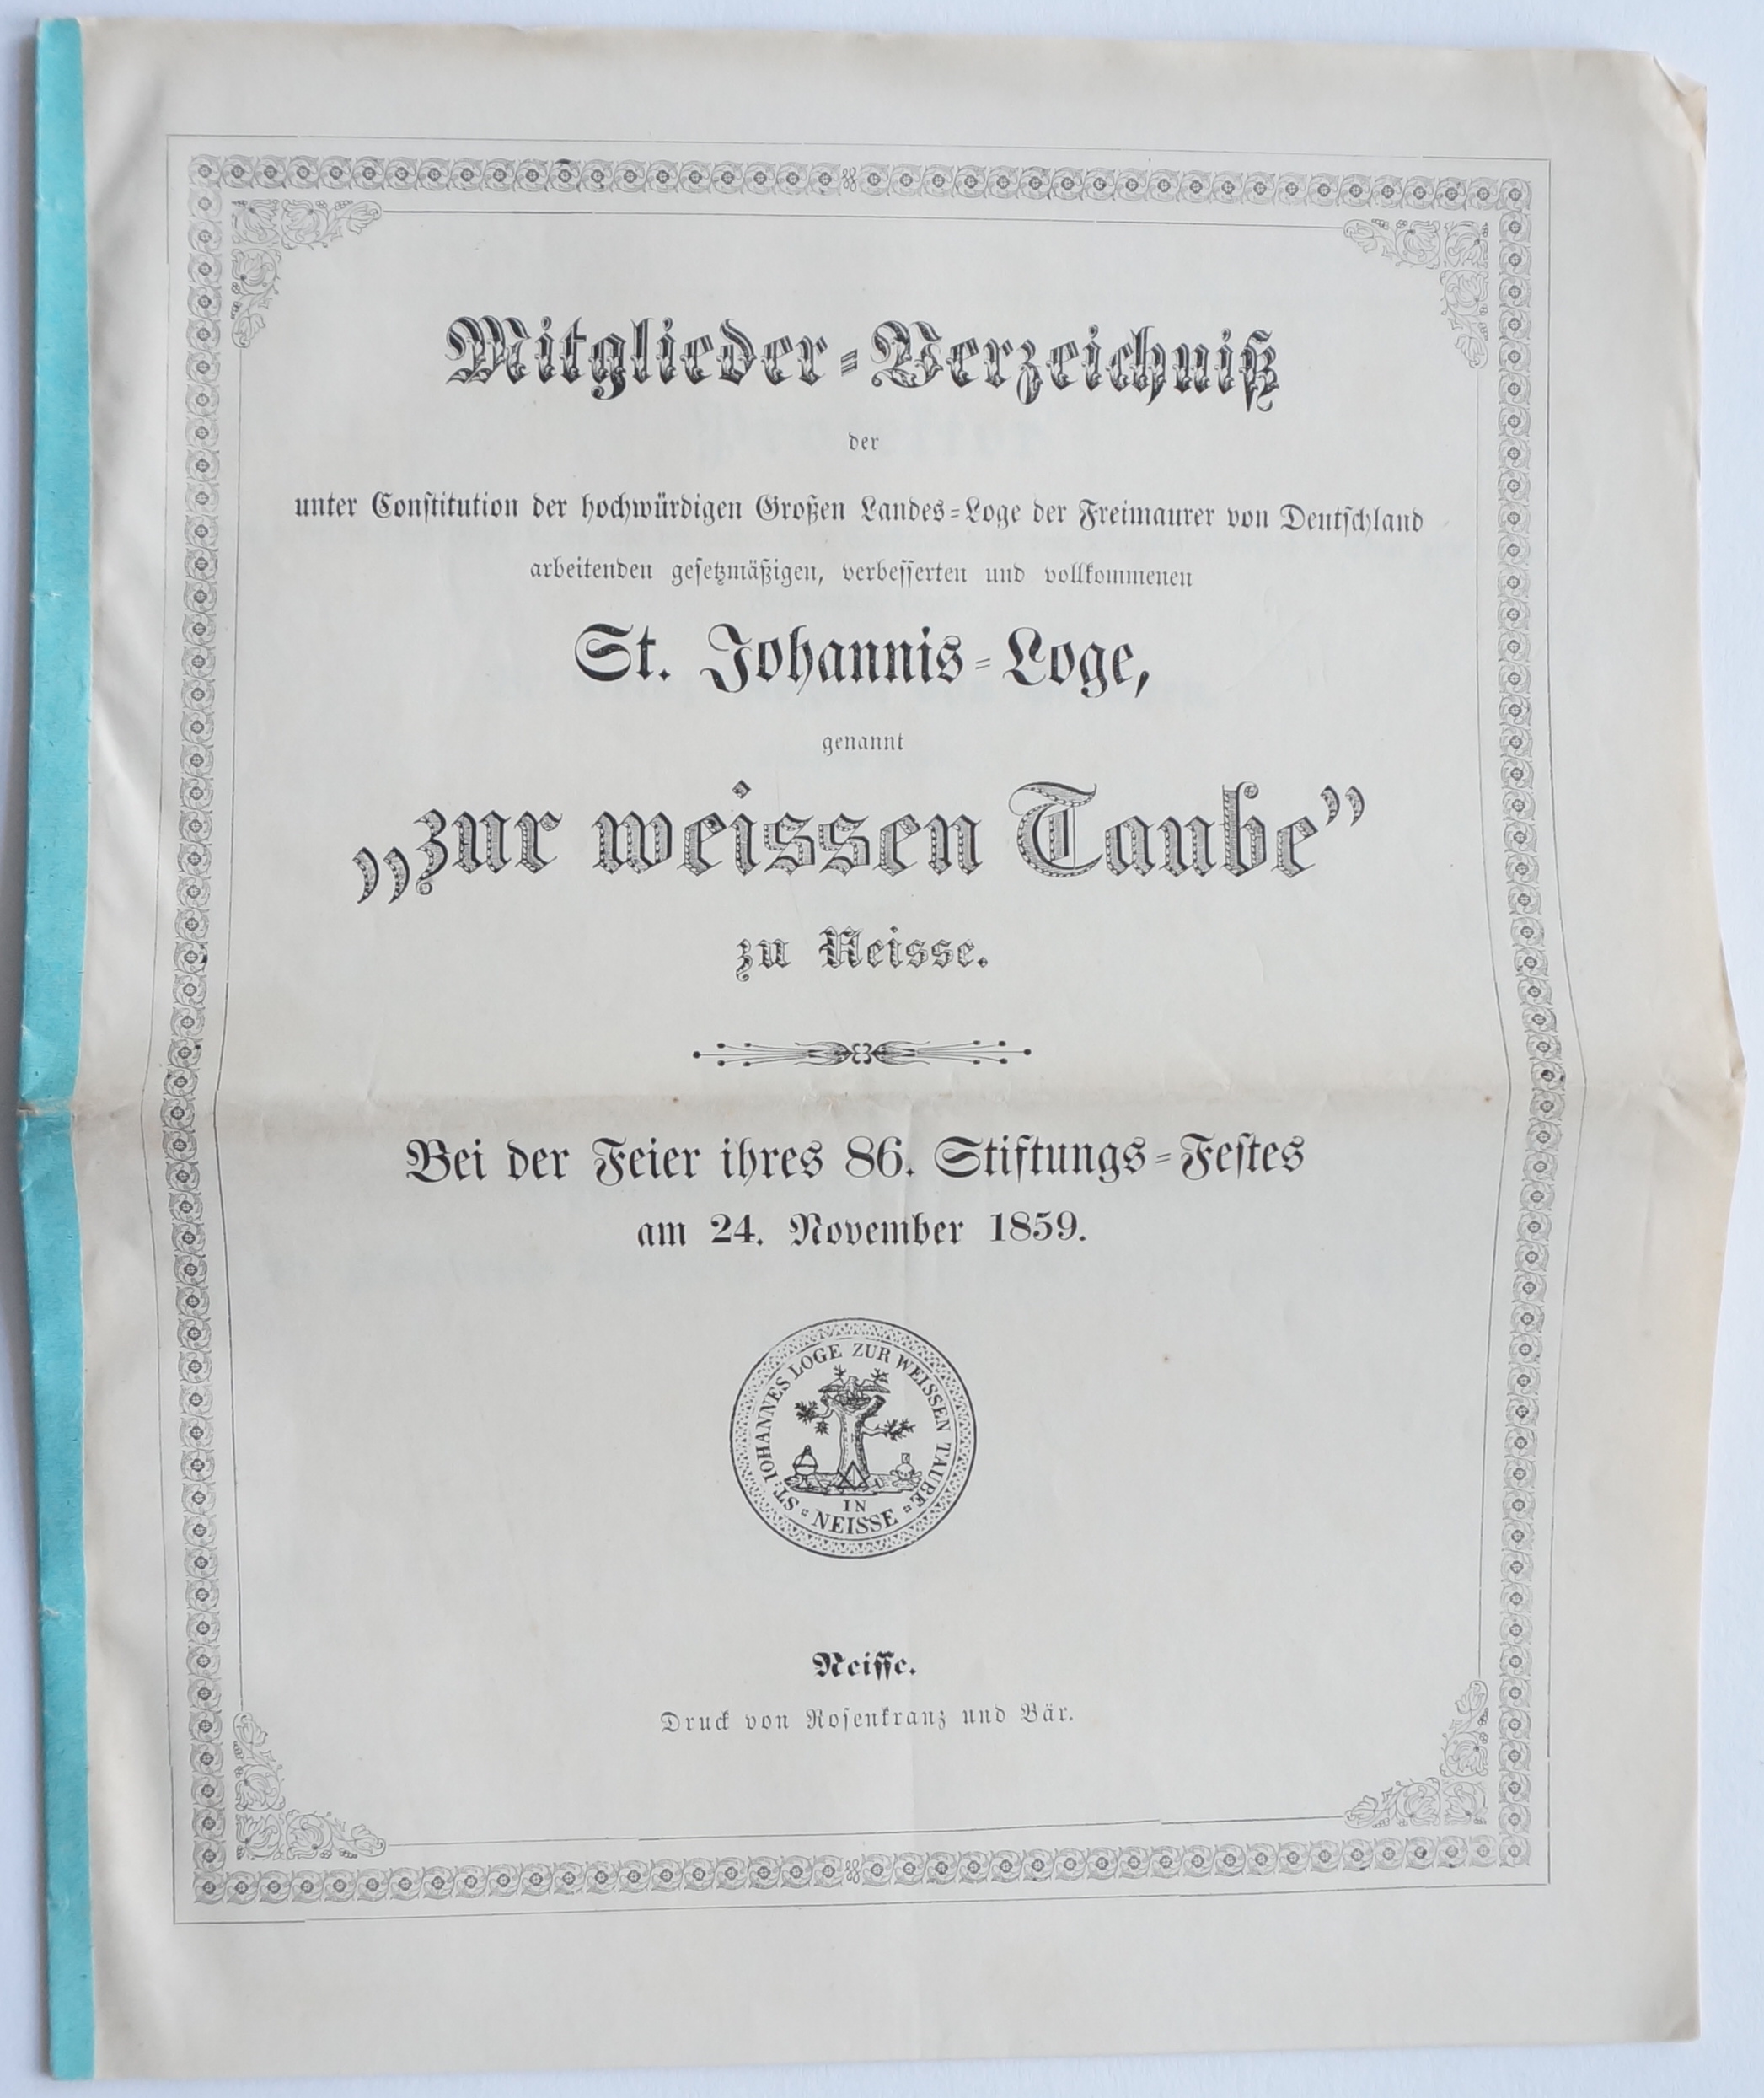 Mitglieder-Verzeichniß
der
unter Constitution der hochwürdigen Großen Landes-Loge der Freimaurer von Deutschland
arbeitenden gesetzmäßigen, verbesserten und vollkommenen
St. Johannis-Loge,
genannt
„zur weissen Taube”
zu Neisse.
Bei der Feier ihres 86. Stiftungs-Festes
am 24. November 1859.
ST. JOHANNES LOGE ZUR WEISSEN TAUBE
IN
NEISSE
Neisse.
Druck von Rosenkranz und Bär.